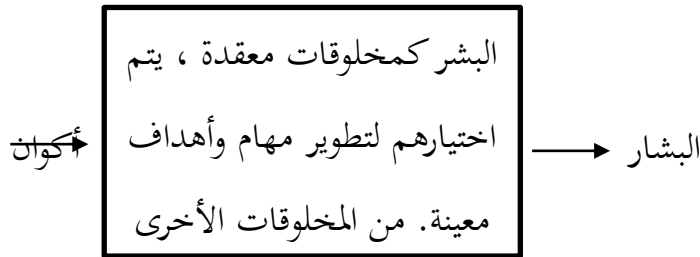 البشر كمخلوقات معقدة ، يتم
اختيارهم لتطوير مهام وأهداف
معينة. من المخلوقات الأخرى
البشار
أكوان